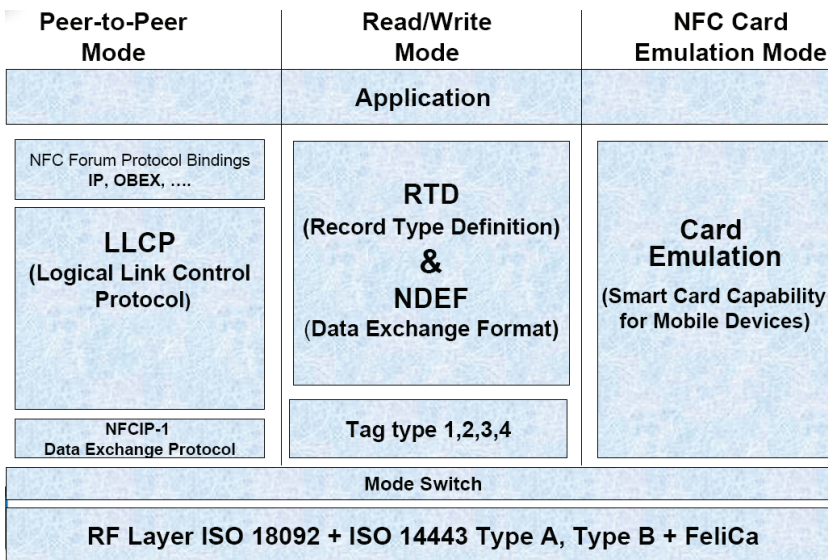 Peer-to-Peer
Mode
Read/Write
Mode
NFC Card
Emulation Mode
Application
NFC Forum Protocol Bindings
IP, OBEX, ....
LLCP
(Logical Link Control
Protocol)
NFCIP-1
Data Exchange Protocol
RTD
(Record Type Definition)
&
NDEF
(Data Exchange Format)
Tag type 1,2,3,4
Card
Emulation
(Smart Card Capability
for Mobile Devices)
Mode Switch
RF Layer ISO 18092 + ISO 14443 Type A, Type B + FeliCa